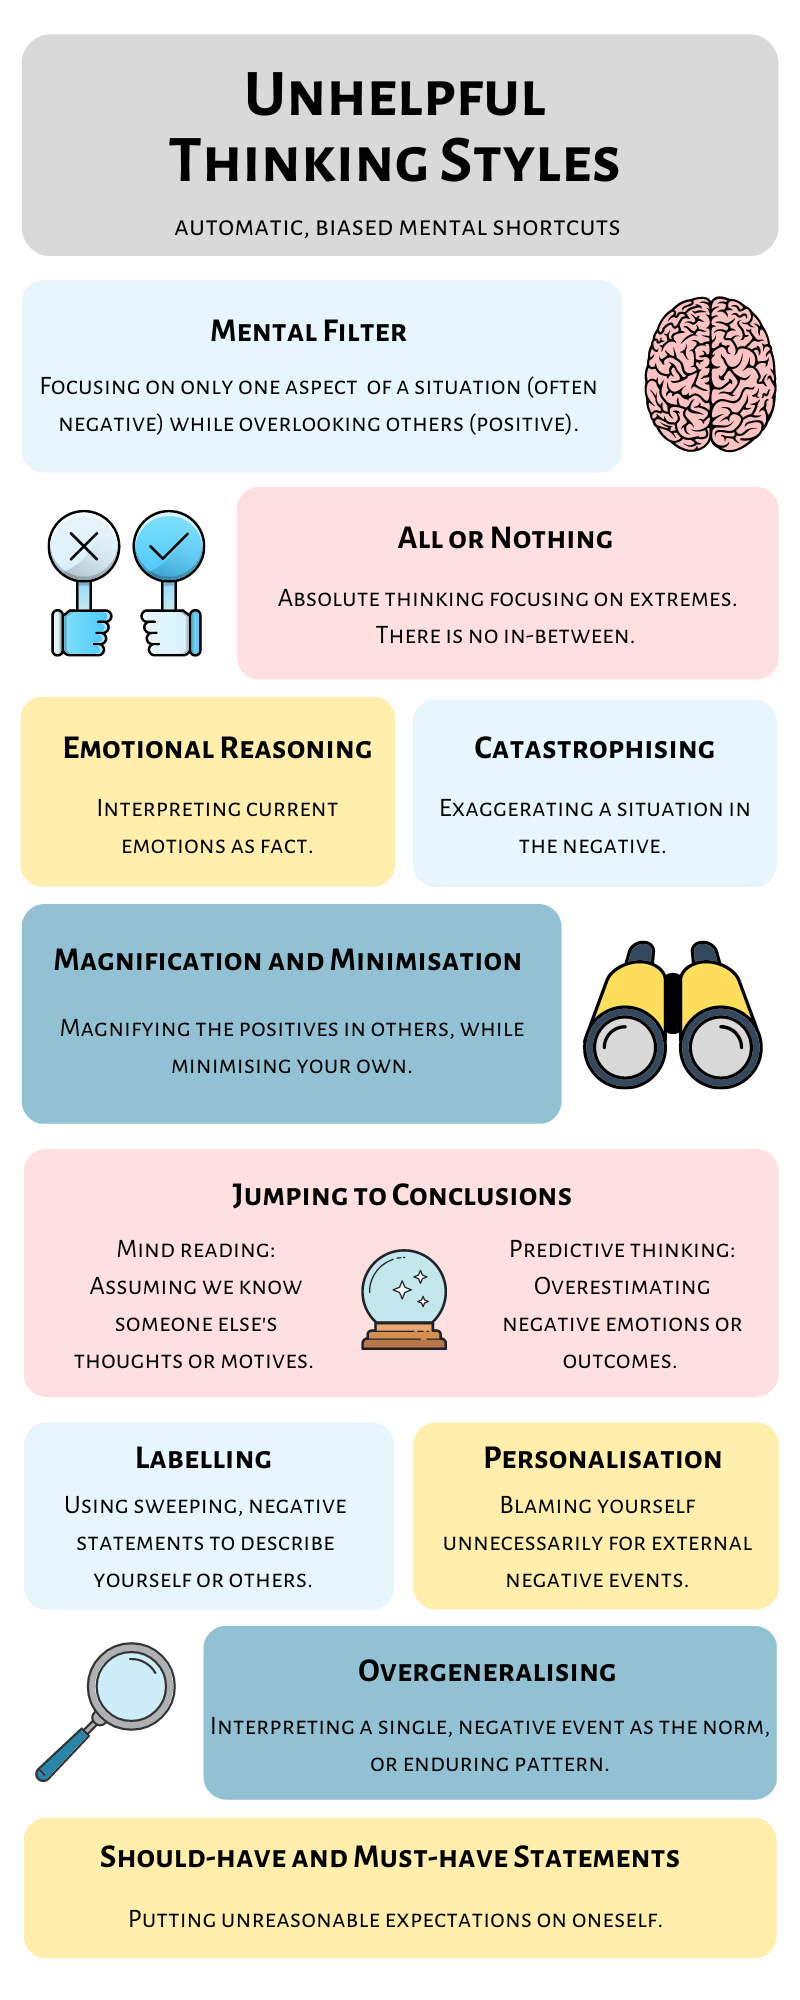 Unhelpful
Thinking Styles
automatic, biased mental shortcuts
Mental Filter
Focusing on only one aspect of a situation (often
negative) while overlooking others (positive).
All or Nothing
Absolute thinking focusing on extremes.
There is no in-between.
Emotional Reasoning
Interpreting current
emotions as fact.
Catastrophising
Exaggerating a situation in
the negative.
Magnification and Minimisation
Magnifying the positives in others, while
minimising your own.
Jumping to Conclusions
Mind reading:
Assuming we know
someone else's
thoughts or motives.
Predictive thinking:
Overestimating
negative emotions or
outcomes.
Labelling
Using sweeping, negative
statements to describe
yourself or others.
Personalisation
Blaming yourself
unnecessarily for external
negative events.
Overgeneralising
Interpreting a single, negative event as the norm,
or enduring pattern.
Should-have and Must-have Statements
Putting unreasonable expectations on oneself.